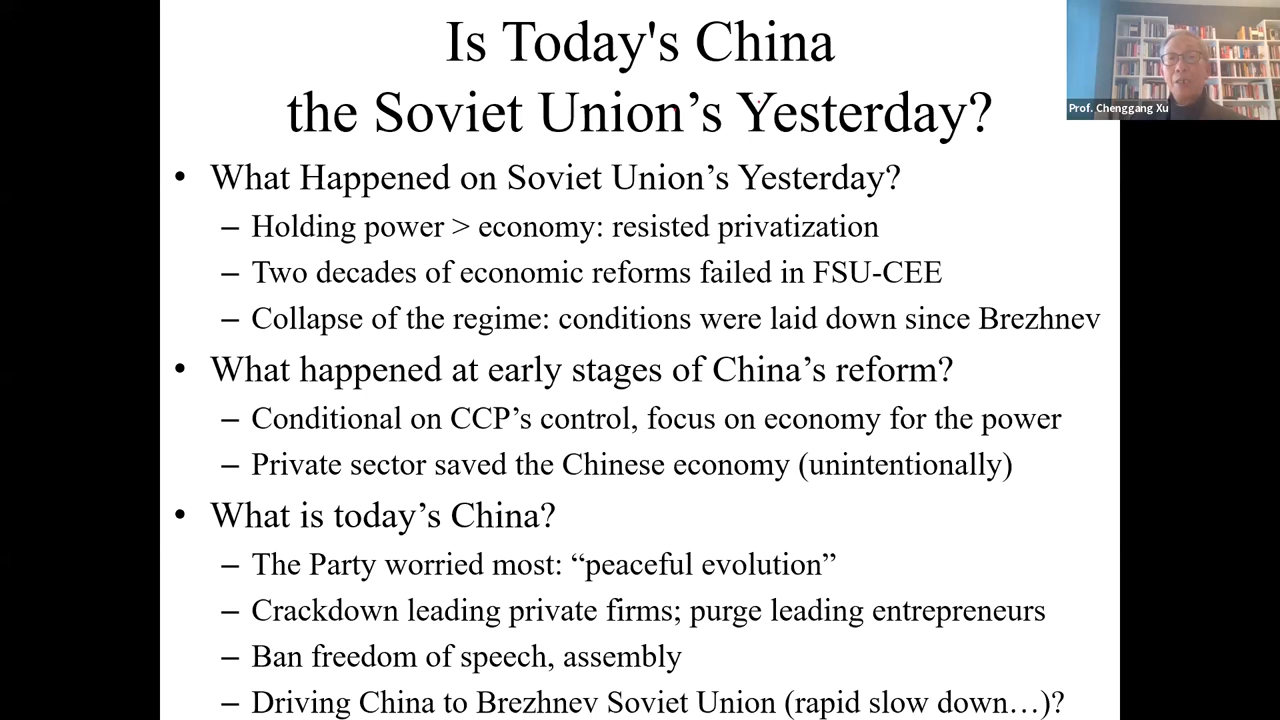 Is Today's China
the Soviet Union’s Yesterday?
Prof. Chenggang Xu
• What Happened on Soviet Union’s Yesterday?
– Holding power > economy: resisted privatization
– Two decades of economic reforms failed in FSU-CEE
– Collapse of the regime: conditions were laid down since Brezhnev
• What happened at early stages of China’s reform?
– Conditional on CCP’s control, focus on economy for the power
– Private sector saved the Chinese economy (unintentionally)
• What is today’s China?
– The Party worried most: “peaceful evolution”
– Crackdown leading private firms; purge leading entrepreneurs
– Ban freedom of speech, assembly
– Driving China to Brezhnev Soviet Union (rapid slow down…)?